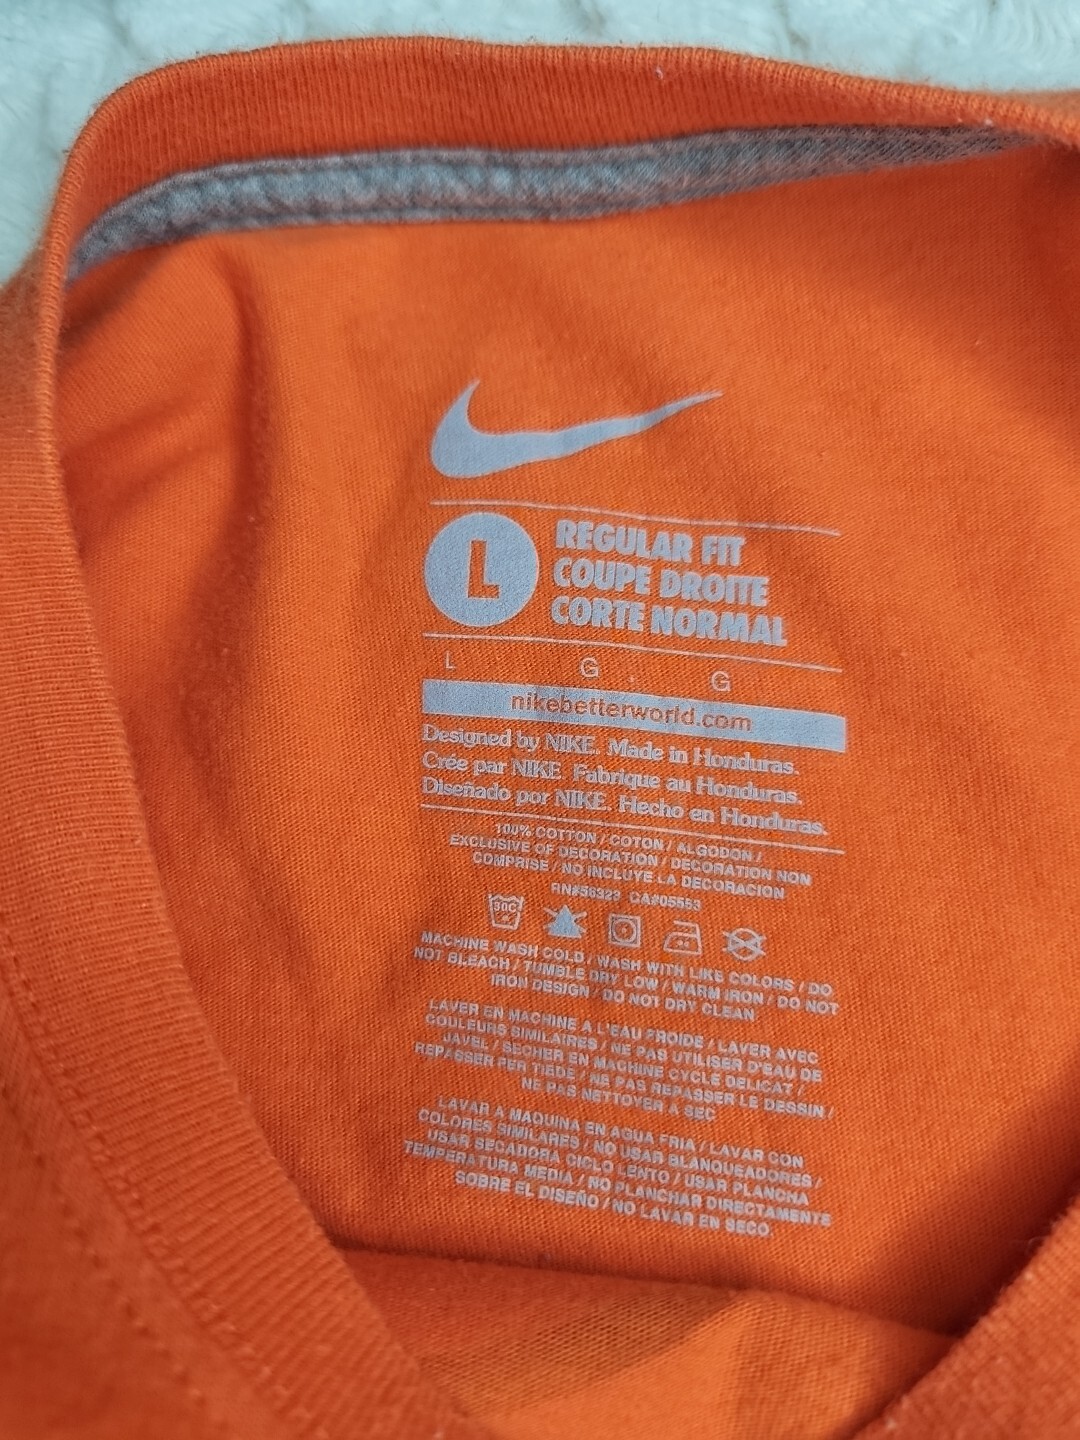 L
REGULAR FIT
COUPE DROITE
CORTE NORMAL
L G G
nikebetterworld.com
Designed by NIKE. Made in Honduras.
Crée par NIKE. Fabrique au Honduras.
Diseñado por NIKE. Hecho en Honduras.
100% COTTON / COTON / ALGODON /
EXCLUSIVE OF DECORATION / DECORATION NON
COMPRISE / NO INCLUYE LA DECORACION
RN#56323 CA#05553
30C
MACHINE WASH COLD / WASH WITH LIKE COLORS / DO
NOT BLEACH / TUMBLE DRY LOW / WARM IRON / DO NOT
IRON DESIGN / DO NOT DRY CLEAN
LAVER EN MACHINE A L'EAU FROIDE / LAVER AVEC
COULEURS SIMILAIRES / NE PAS UTILISER D'EAU DE
JAVEL / SECHER EN MACHINE CYCLE DELICAT /
REPASSER FER TIEDE / NE PAS REPASSER LE DESSIN /
NE PAS NETTOYER A SEC
LAVAR A MAQUINA EN AGUA FRIA / LAVAR CON
COLORES SIMILARES / NO USAR BLANQUEADORES /
USAR SECADORA CICLO LENTO / USAR PLANCHA
TEMPERATURA MEDIA / NO PLANCHAR DIRECTAMENTE
SOBRE EL DISEÑO / NO LAVAR EN SECO.